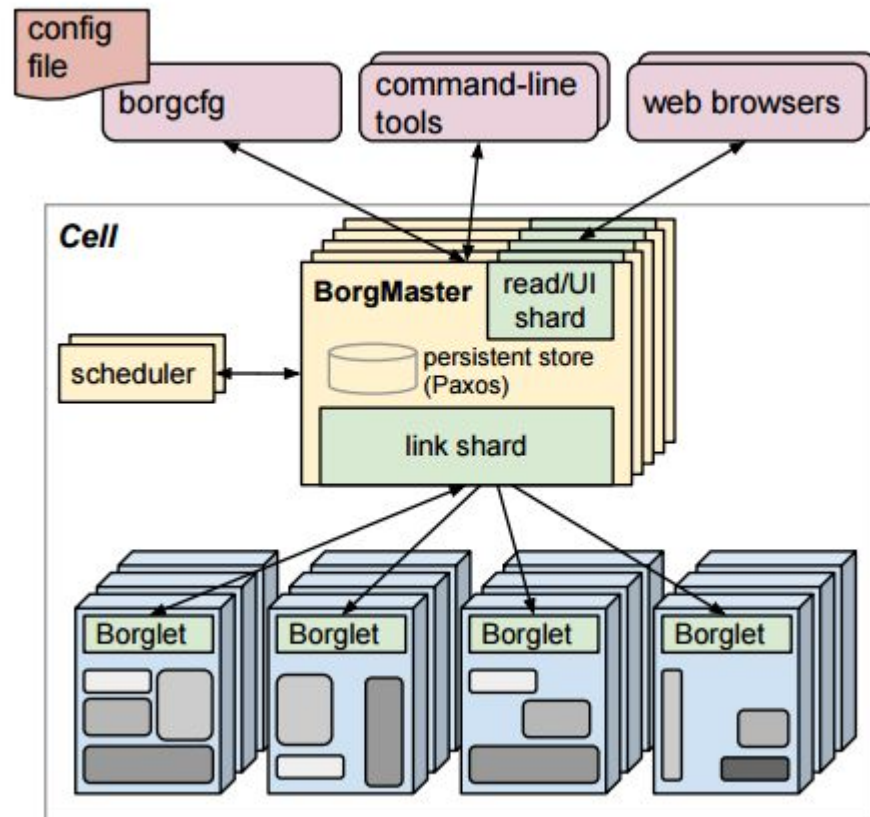 config
file
borgcfg
command-line
tools
web browsers
Cell
BorgMaster
read/UI
shard
scheduler
persistent store
(Paxos)
link shard
Borglet
Borglet
Borglet
Borglet